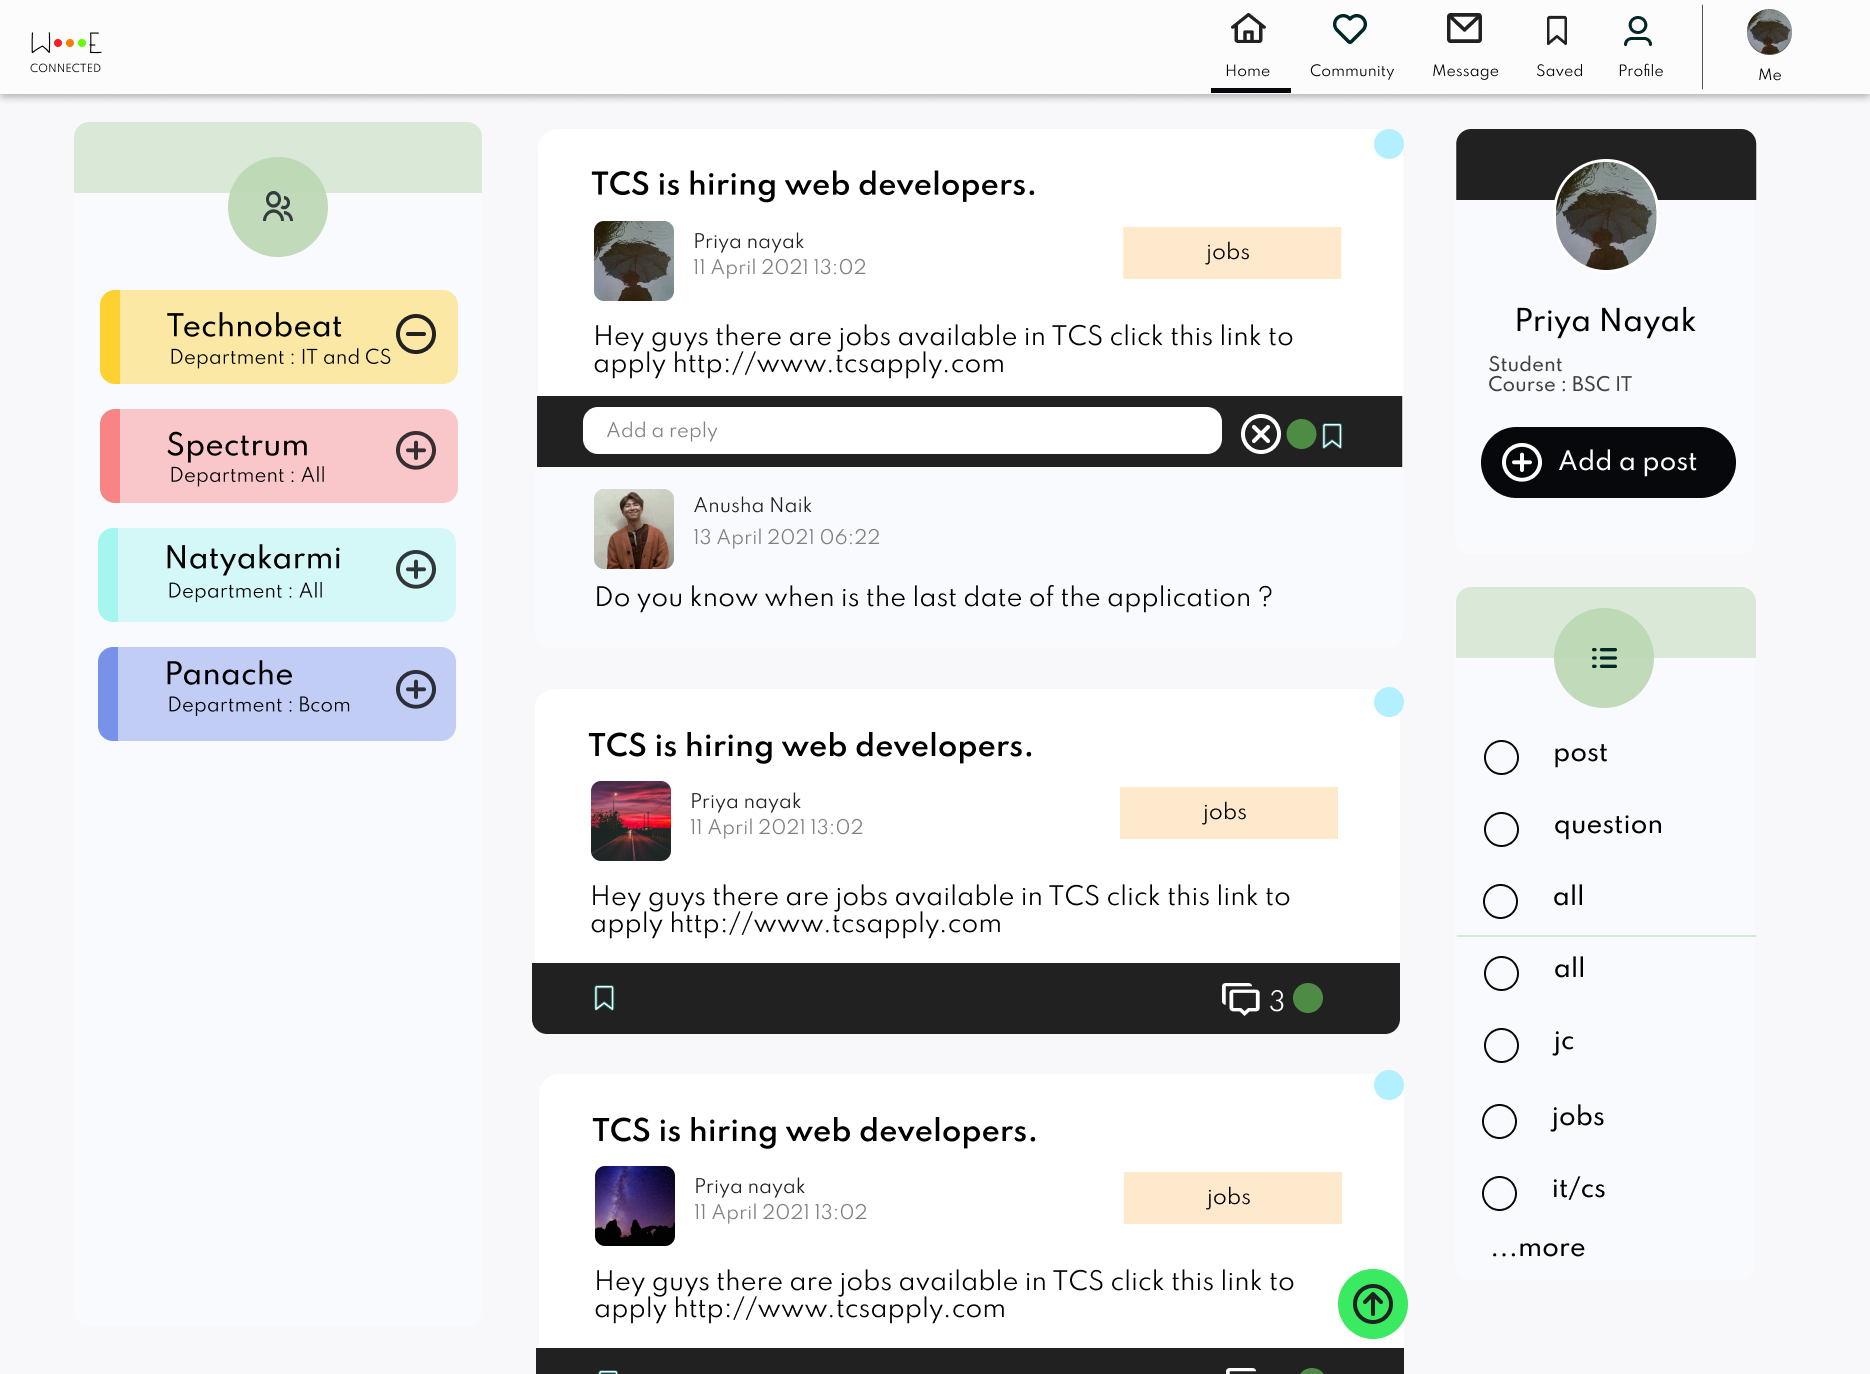 W E
CONNECTED
Home
Community
Message
Saved
Profile
Me
Technobeat
Department : IT and CS
Spectrum
Department : All
Natyakarmi
Department : All
Panache
Department : Bcom
TCS is hiring web developers.
Priya nayak
11 April 2021 13:02
jobs
Hey guys there are jobs available in TCS click this link to
apply http://www.tcsapply.com
Add a reply
Anusha Naik
13 April 2021 06:22
Do you know when is the last date of the application ?
TCS is hiring web developers.
Priya nayak
11 April 2021 13:02
jobs
Hey guys there are jobs available in TCS click this link to
apply http://www.tcsapply.com
3
TCS is hiring web developers.
Priya nayak
11 April 2021 13:02
jobs
Hey guys there are jobs available in TCS click this link to
apply http://www.tcsapply.com
Priya Nayak
Student
Course : BSC IT
Add a post
post
question
all
all
jc
jobs
it/cs
...more